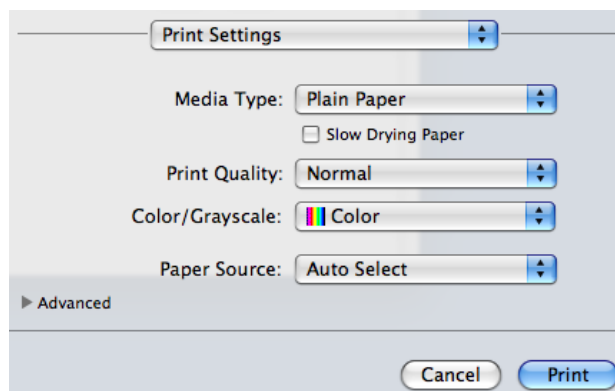 Print Settings
Media Type: Plain Paper
Slow Drying Paper
Print Quality: Normal
Color/Grayscale: Color
Paper Source: Auto Select
Advanced
Cancel Print